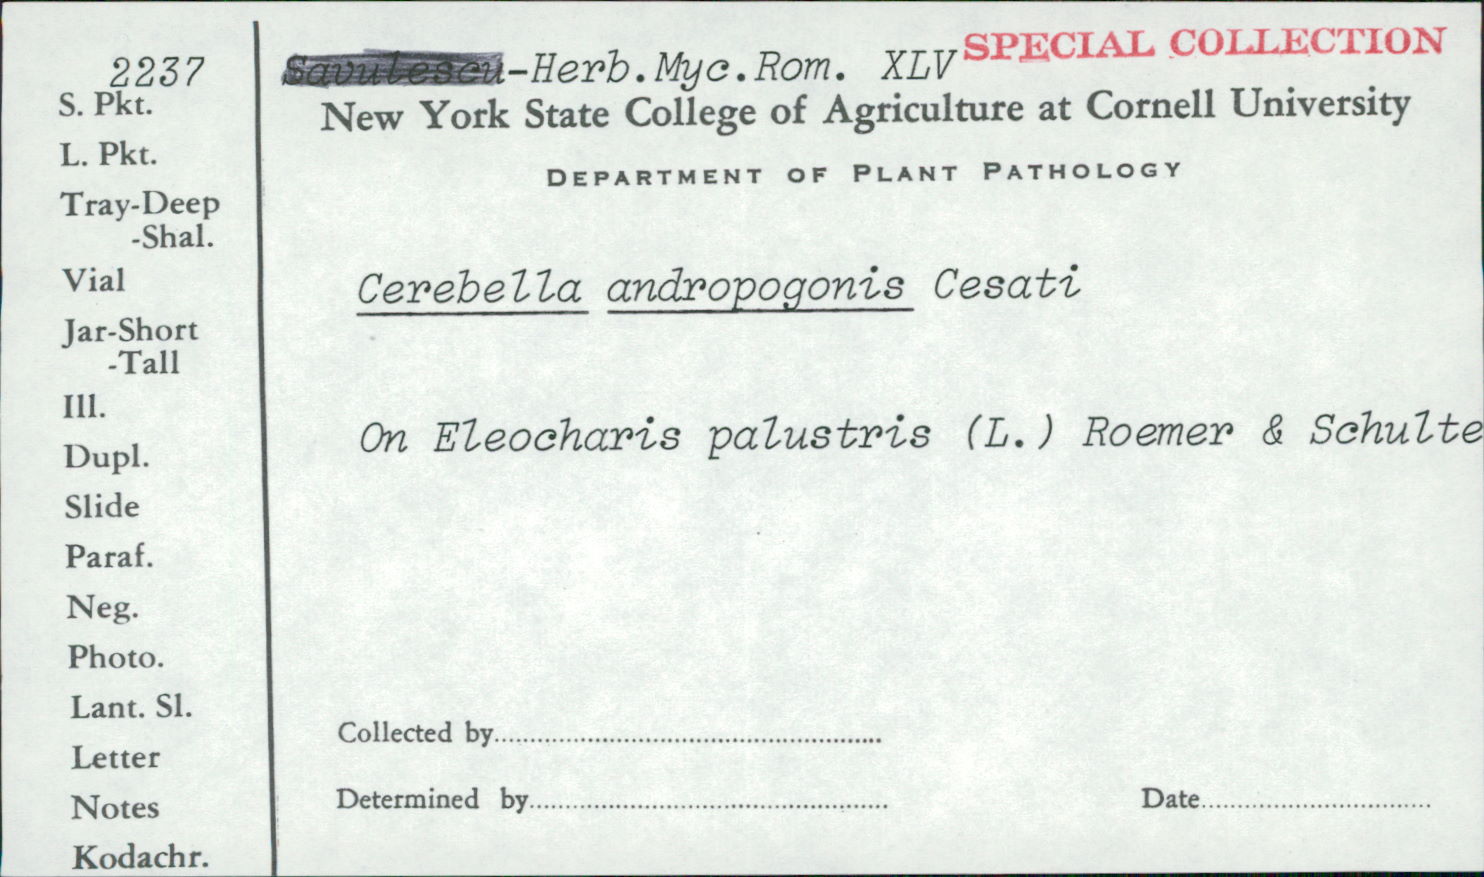 2237
Savulescu-Herb.Myc.Rom. XLV SPECIAL COLLECTION
New York State College of Agriculture at Cornell University
DEPARTMENT OF PLANT PATHOLOGY
S. Pkt.
L. Pkt.
Tray-Deep
-Shal.
Vial
Jar-Short
-Tall
Ill.
Dupl.
Slide
Paraf.
Neg.
Photo.
Lant. Sl.
Letter
Notes
Kodachr.
Cerebella andropogonis Cesati
On Eleocharis palustris (L.) Roemer & Schulte
Collected by
Determined by
Date